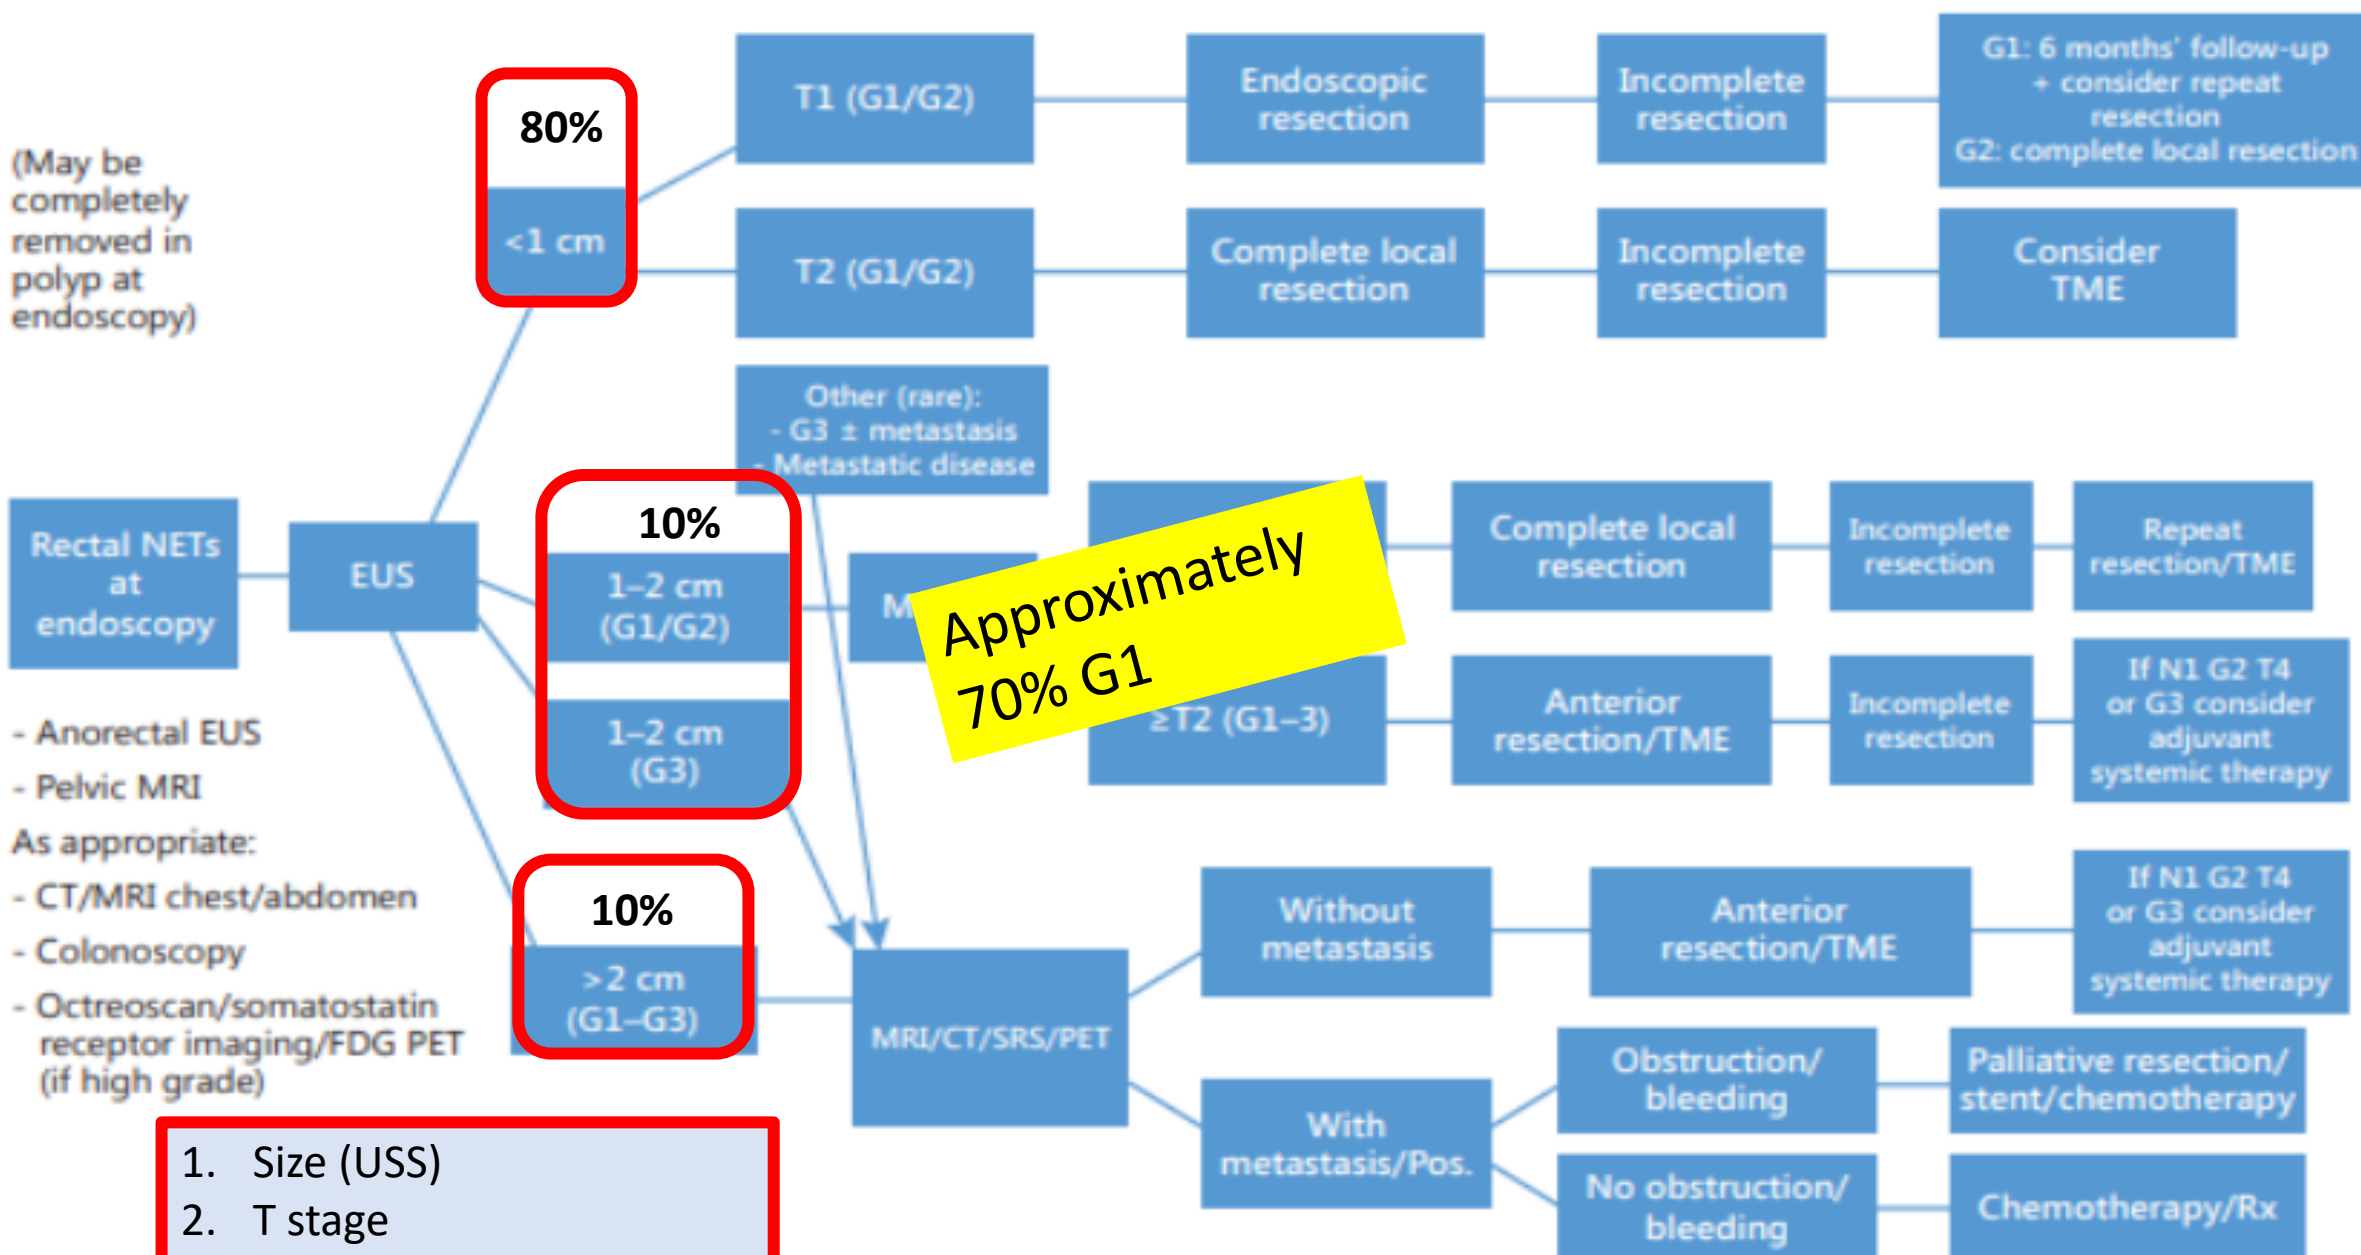 (May be
completely
removed in
polyp at
endoscopy)
80%
<1 cm
T1 (G1/G2)
Endoscopic
resection
Incomplete
resection
G1: 6 months’ follow-up
+ consider repeat
resection
G2: complete local resection
T2 (G1/G2)
Complete local
resection
Incomplete
resection
Consider
TME
Other (rare):
- G3 ± metastasis
- Metastatic disease
Rectal NETs
at
endoscopy
EUS
10%
1–2 cm
(G1/G2)
1–2 cm
(G3)
M
Approximately
70% G1
Complete local
resection
Incomplete
resection
Repeat
resection/TME
≥T2 (G1–3)
Anterior
resection/TME
Incomplete
resection
If N1 G2 T4
or G3 consider
adjuvant
systemic therapy
- Anorectal EUS
- Pelvic MRI
As appropriate:
- CT/MRI chest/abdomen
- Colonoscopy
- Octreoscan/somatostatin
receptor imaging/FDG PET
(if high grade)
10%
>2 cm
(G1–G3)
MRI/CT/SRS/PET
Without
metastasis
Anterior
resection/TME
If N1 G2 T4
or G3 consider
adjuvant
systemic therapy
With
metastasis/Pos.
Obstruction/
bleeding
Palliative resection/
stent/chemotherapy
No obstruction/
bleeding
Chemotherapy/Rx
1. Size (USS)
2. T stage